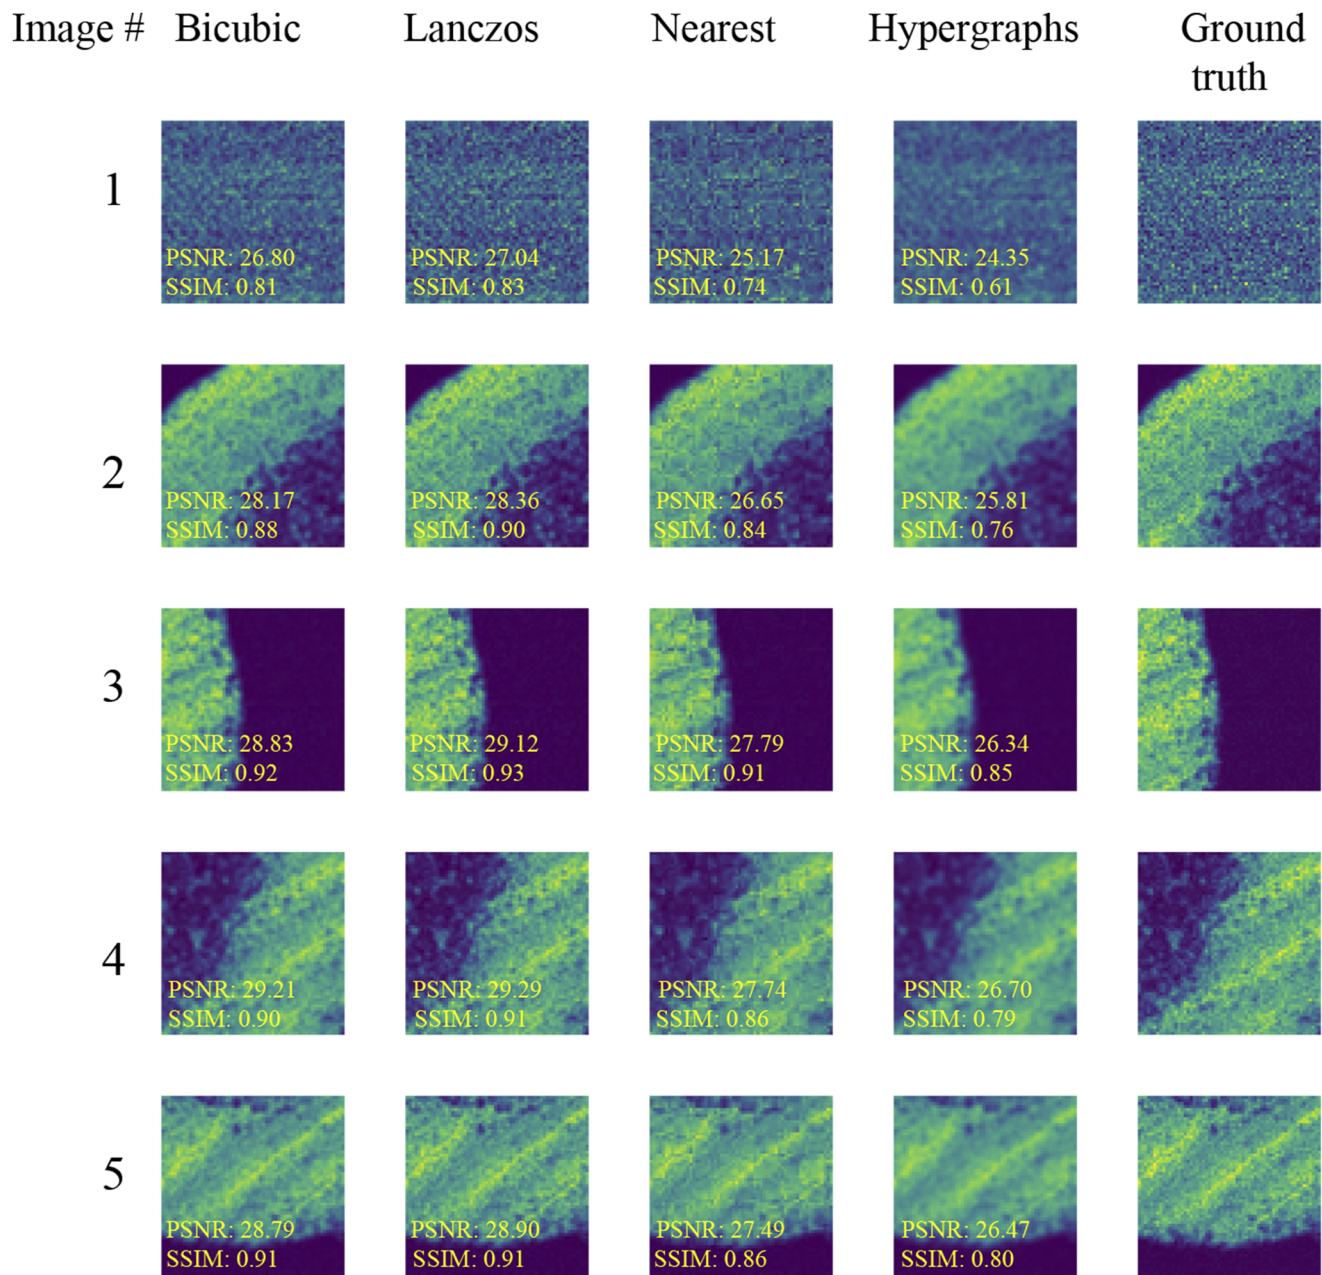 Image # Bicubic Lanczos Nearest Hypergraphs Ground
truth
1
PSNR: 26.80 PSNR: 27.04 PSNR: 25.17 PSNR: 24.35
SSIM: 0.81 SSIM: 0.83 SSIM: 0.74 SSIM: 0.61
2
PSNR: 28.17 PSNR: 28.36 PSNR: 26.65 PSNR: 25.81
SSIM: 0.88 SSIM: 0.90 SSIM: 0.84 SSIM: 0.76
3
PSNR: 28.83 PSNR: 29.12 PSNR: 27.79 PSNR: 26.34
SSIM: 0.92 SSIM: 0.93 SSIM: 0.91 SSIM: 0.85
4
PSNR: 29.21 PSNR: 29.29 PSNR: 27.74 PSNR: 26.70
SSIM: 0.90 SSIM: 0.91 SSIM: 0.86 SSIM: 0.79
5
PSNR: 28.79 PSNR: 28.90 PSNR: 27.49 PSNR: 26.47
SSIM: 0.91 SSIM: 0.91 SSIM: 0.86 SSIM: 0.80